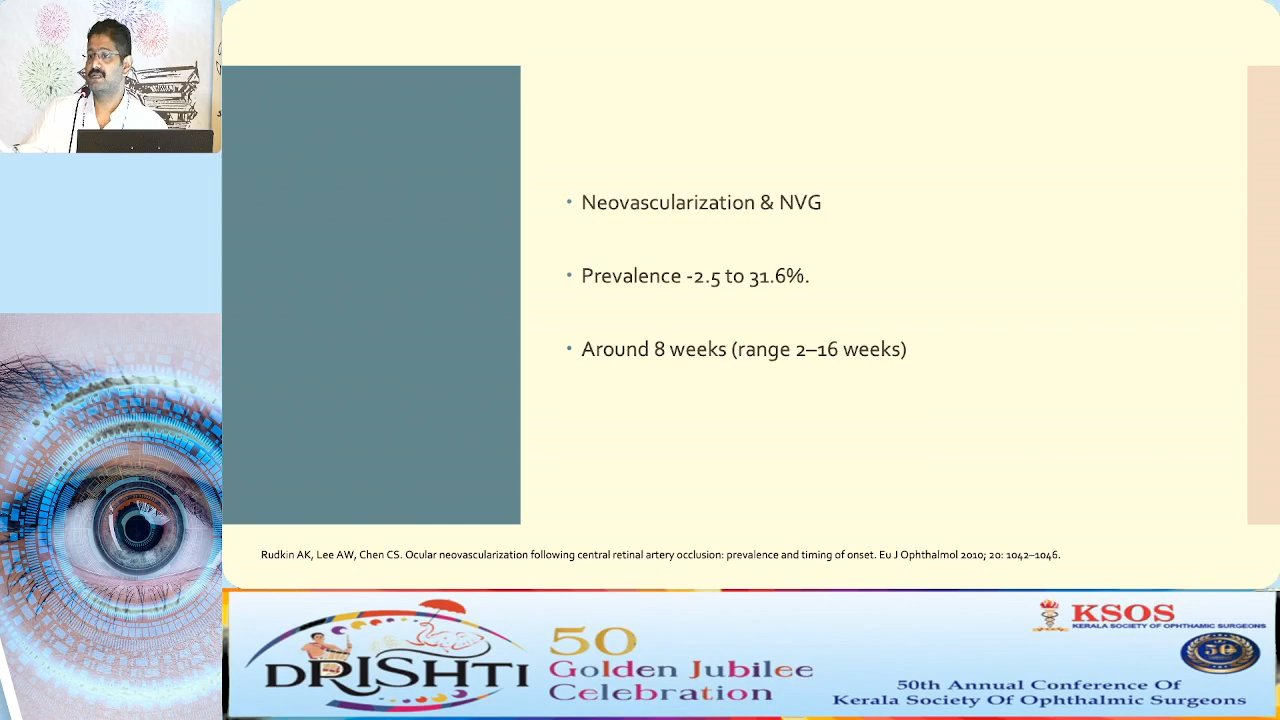 • Neovascularization & NVG
• Prevalence -2.5 to 31.6%.
• Around 8 weeks (range 2–16 weeks)
Rudkin AK, Lee AW, Chen CS. Ocular neovascularization following central retinal artery occlusion: prevalence and timing of onset. Eu J Ophthalmol 2010; 20: 1042–1046.
DRISHTI
50
Golden Jubilee
Celebration
KSOS
KERALA SOCIETY OF OPHTHAMIC SURGEONS
50
50th Annual Conference Of
Kerala Society Of Ophthalmic Surgeons